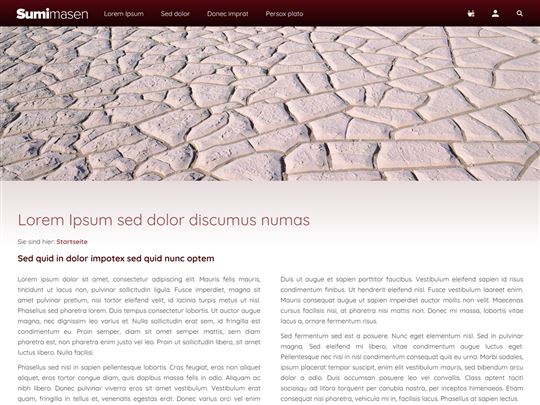 Sumimasen
Lorem Ipsum
Sed dolor
Donec imprat
Persox plato
Lorem Ipsum sed dolor discumus numas
Sie sind hier: Startseite
Sed quid in dolor impotex sed quid nunc optem
Lorem ipsum dolor sit amet, consectetur adipiscing elit. Mauris felis mauris,
tincidunt ut lacus non, pulvinar sollicitudin ligula. Fusce imperdiet, magna sit
amet pulvinar pretium, nisi tortor eleifend velit, id lacinia turpis metus ut nisl.
Phasellus sed pharetra lorem. Duis tempus consectetur lobortis. Ut auctor augue
magna, nec dignissim leo varius et. Nulla sollicitudin erat sem, id fringilla est
condimentum eu. Proin semper, diam sit amet semper mattis, sem diam
pharetra est, non pharetra enim justo vel leo. Proin ut sollicitudin libero, sit amet
luctus libero. Nulla facilisi.
Phasellus sed nisl in sapien pellentesque lobortis. Cras feugiat, eros non aliquet
aliquet, eros tortor congue diam, quis dapibus massa felis in odio. Aliquam ac
nibh libero. Donec pulvinar viverra eros sit amet vestibulum. Vestibulum erat
quam, fringilla in tellus et, venenatis egestas erat. Donec varius orci vel enim
Duis ut augue et sapien porttitor faucibus. Vestibulum eleifend sapien id risus
condimentum finibus. Ut hendrerit eleifend nisl. Fusce vestibulum laoreet enim.
Mauris consequat augue ut sapien imperdiet auctor mollis non velit. Maecenas
cursus facilisis nisi, at pharetra nisi mattis non. Donec mi massa, lobortis vitae
lacus a, ornare fermentum risus.
Sed fermentum sed est a posuere. Nunc eget elementum nisl. Sed in pulvinar
magna. Sed eleifend mi libero, vitae condimentum augue luctus eget.
Pellentesque nec nisi in nisl condimentum consequat quis eu urna. Morbi sodales,
ipsum placerat tempor suscipit, enim elit vestibulum mauris, sed bibendum arcu
dolor a odio. Duis accumsan posuere leo vel convallis. Class aptent taciti
sociosqu ad litora torquent per conubia nostra, per inceptos himenaeos. Aenean
consequat nisi pharetra, vehicula mi in, facilisis lacus. Phasellus at sapien luctus,